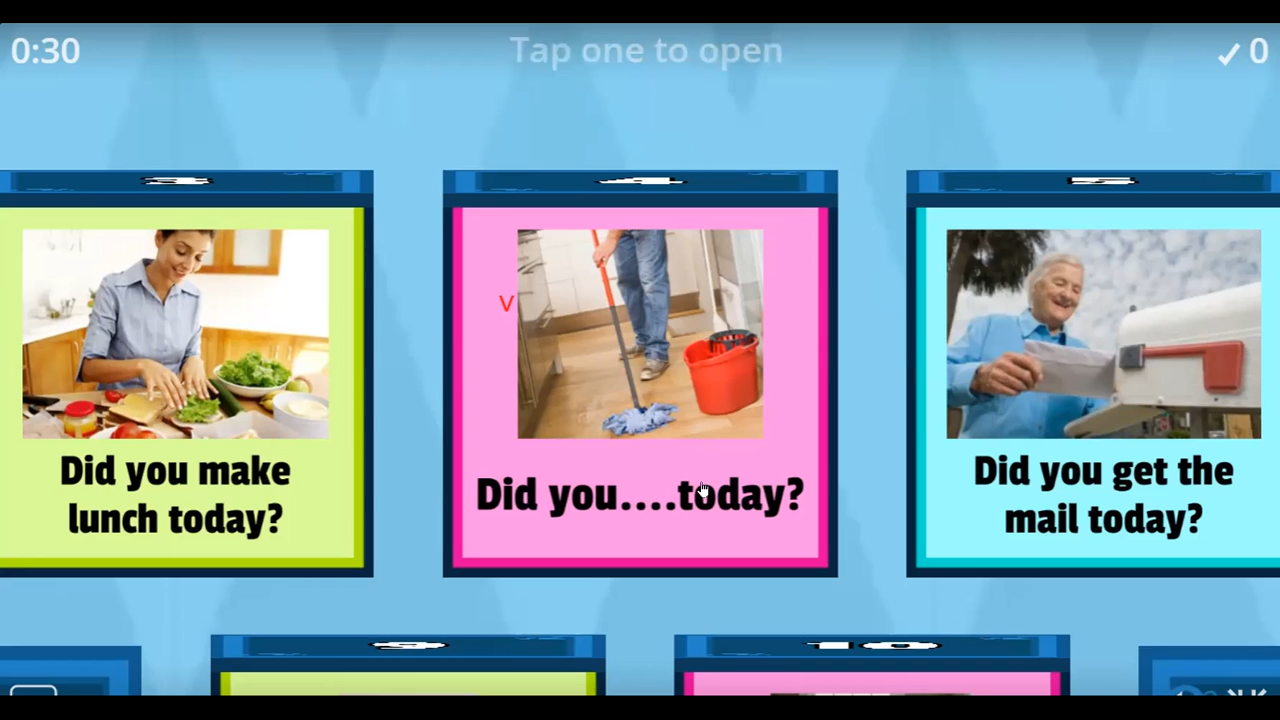 0:30
Tap one to open
✓ 0
Did you make
lunch today?
V
Did you....today?
Did you get the
mail today?
10